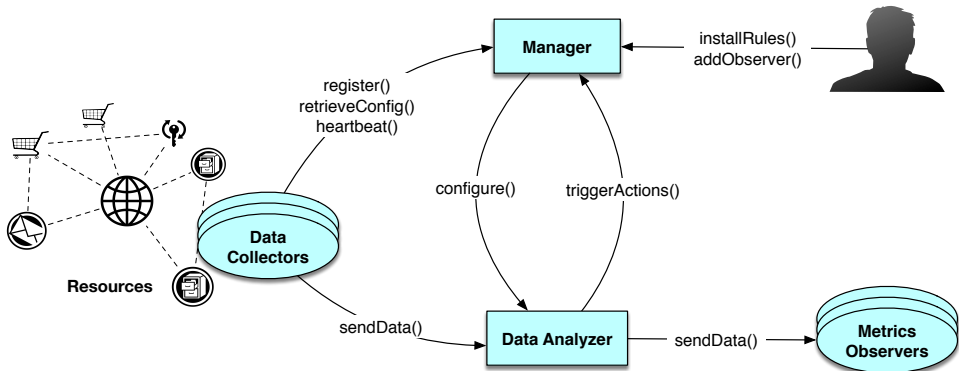 Manager
installRules()
addObserver()
register()
retrieveConfig()
heartbeat()
configure()
triggerActions()
Data
Collectors
Resources
sendData()
Data Analyzer
sendData()
Metrics
Observers